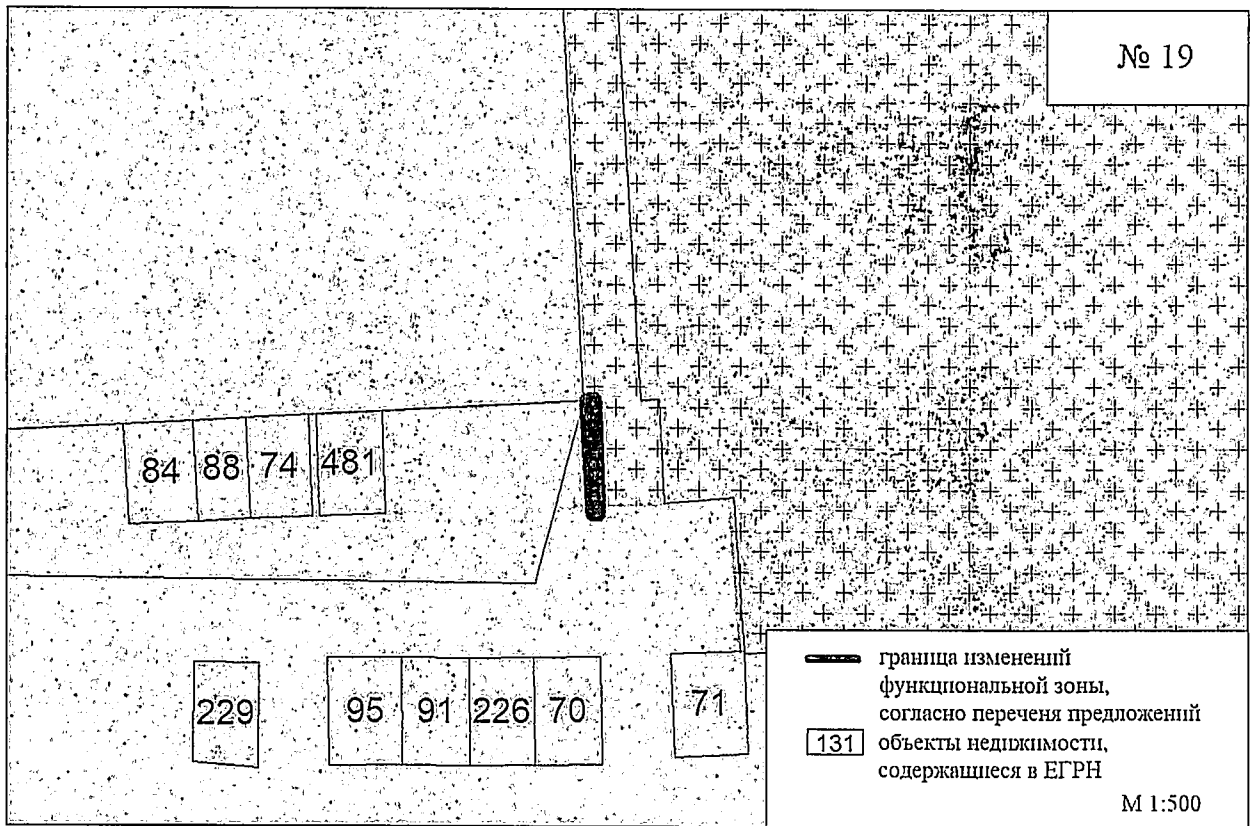 № 19
84 88 74 481
229 95 91 226 70 71
граница изменений
функциональной зоны,
согласно перечня предложений
131 объекты недвижимости,
содержащиеся в ЕГРН
М 1:500